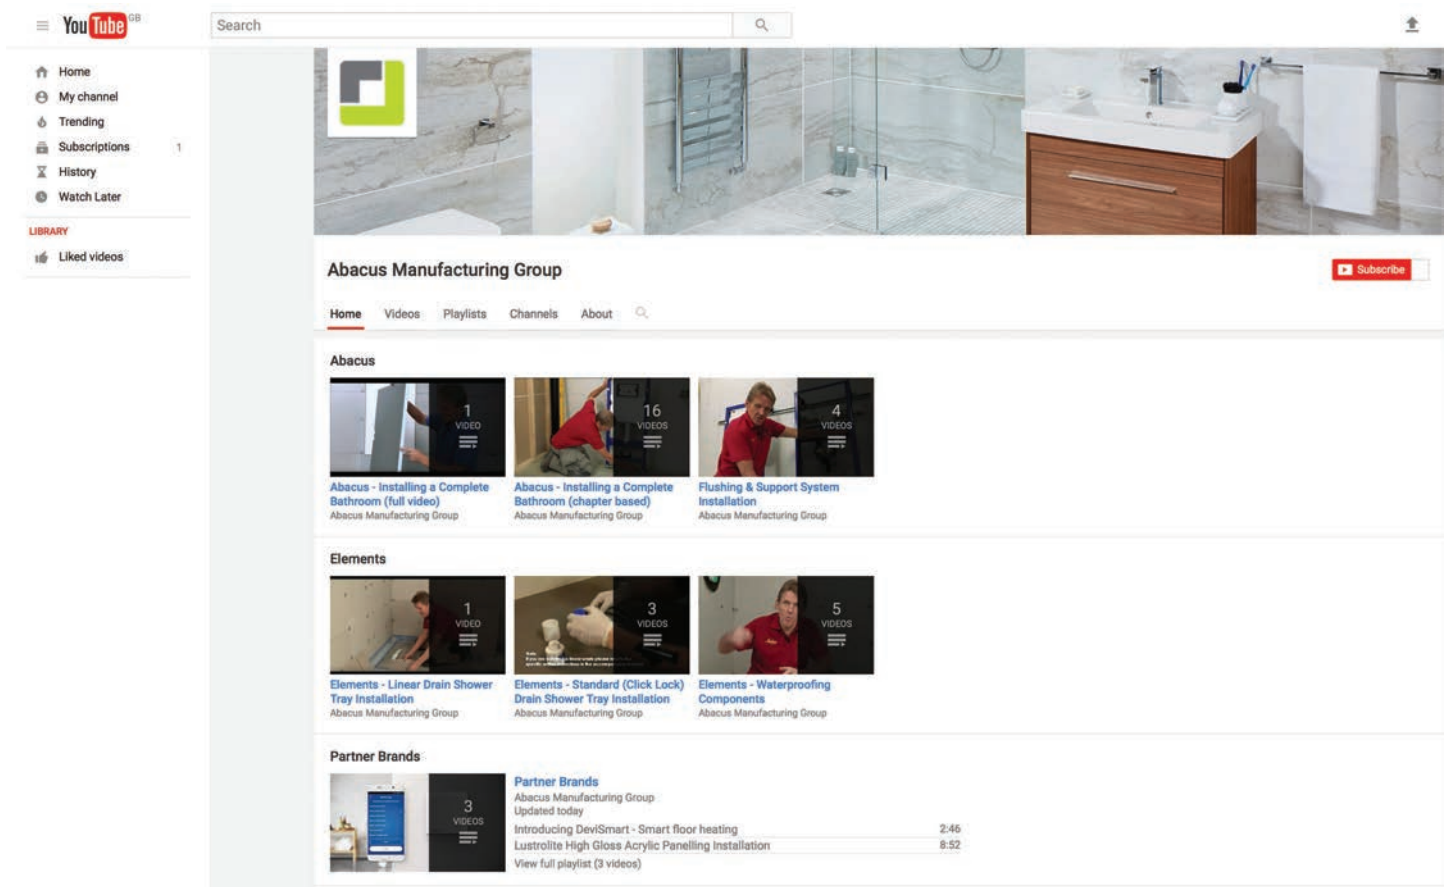 YouTube GB
Search
Home
My channel
Trending
Subscriptions 1
History
Watch Later
LIBRARY
Liked videos
Abacus Manufacturing Group
Subscribe
Home Videos Playlists Channels About
Abacus
1
VIDEO
16
VIDEOS
4
VIDEOS
Abacus - Installing a Complete
Bathroom (full video)
Abacus Manufacturing Group
Abacus - Installing a Complete
Bathroom (chapter based)
Abacus Manufacturing Group
Flushing & Support System
Installation
Abacus Manufacturing Group
Elements
1
VIDEO
3
VIDEOS
5
VIDEOS
Elements - Linear Drain Shower
Tray Installation
Abacus Manufacturing Group
Elements - Standard (Click Lock)
Drain Shower Tray Installation
Abacus Manufacturing Group
Elements - Waterproofing
Components
Abacus Manufacturing Group
Partner Brands
3
VIDEOS
Partner Brands
Abacus Manufacturing Group
Updated today
Introducing DeviSmart - Smart floor heating 2:46
Lustrolite High Gloss Acrylic Panelling Installation 8:52
View full playlist (3 videos)